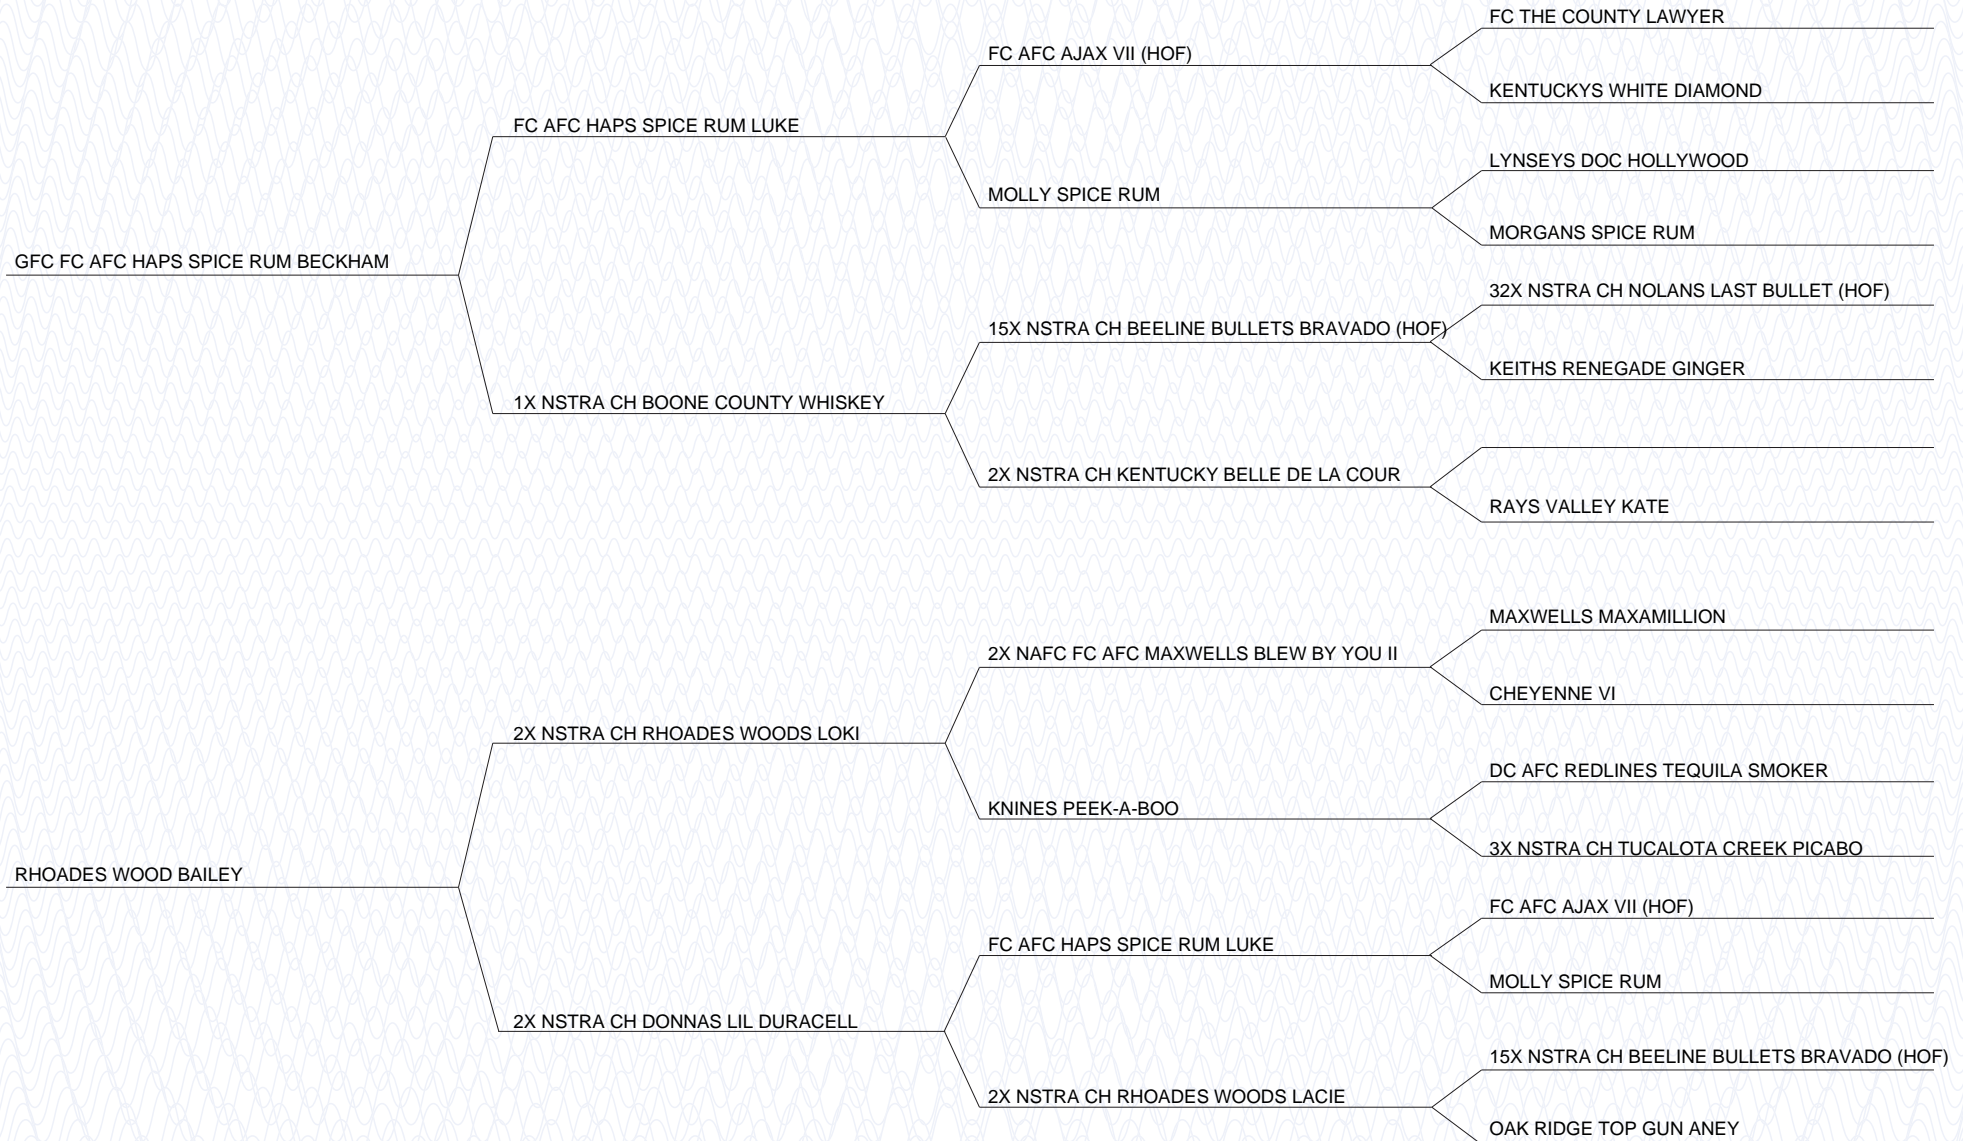 FC THE COUNTY LAWYER
FC AFC AJAX VII (HOF)
KENTUCKYS WHITE DIAMOND
FC AFC HAPS SPICE RUM LUKE
LYNSEYS DOC HOLLYWOOD
MOLLY SPICE RUM
MORGANS SPICE RUM
GFC FC AFC HAPS SPICE RUM BECKHAM
32X NSTRA CH NOLANS LAST BULLET (HOF)
15X NSTRA CH BEELINE BULLETS BRAVADO (HOF)
KEITHS RENEGADE GINGER
1X NSTRA CH BOONE COUNTY WHISKEY
2X NSTRA CH KENTUCKY BELLE DE LA COUR
RAYS VALLEY KATE
MAXWELLS MAXAMILLION
2X NAFC FC AFC MAXWELLS BLEW BY YOU II
CHEYENNE VI
2X NSTRA CH RHOADES WOODS LOKI
DC AFC REDLINES TEQUILA SMOKER
KNINES PEEK-A-BOO
3X NSTRA CH TUCALOTA CREEK PICABO
RHOADES WOOD BAILEY
FC AFC AJAX VII (HOF)
FC AFC HAPS SPICE RUM LUKE
MOLLY SPICE RUM
2X NSTRA CH DONNAS LIL DURACELL
15X NSTRA CH BEELINE BULLETS BRAVADO (HOF)
2X NSTRA CH RHOADES WOODS LACIE
OAK RIDGE TOP GUN ANEY